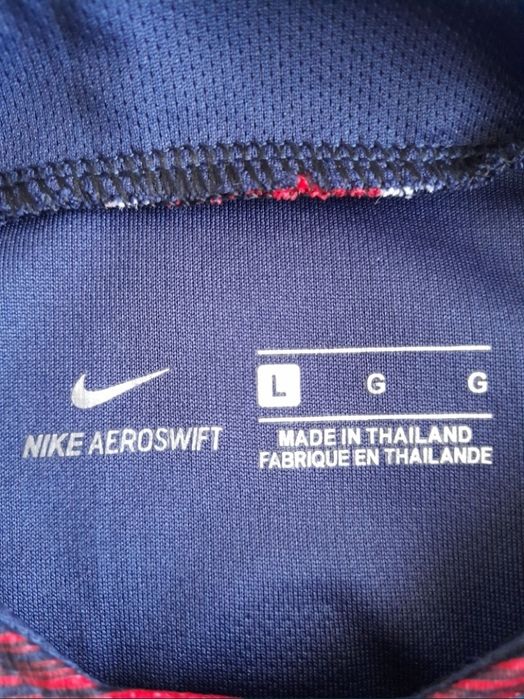 L G G
NIKE AEROSWIFT
MADE IN THAILAND
FABRIQUE EN THAILANDE